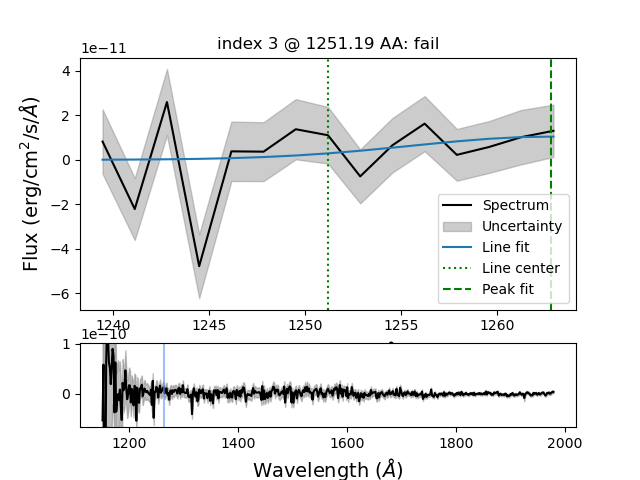 index 3 @ 1251.19 AA: fail
1e−11
4
2
0
−2
−4
−6
Flux (erg/cm²/s/Å)
Spectrum
Uncertainty
Line fit
Line center
Peak fit
1240 1245 1250 1255 1260
1e−10
1
0
1200 1400 1600 1800 2000
Wavelength (Å)